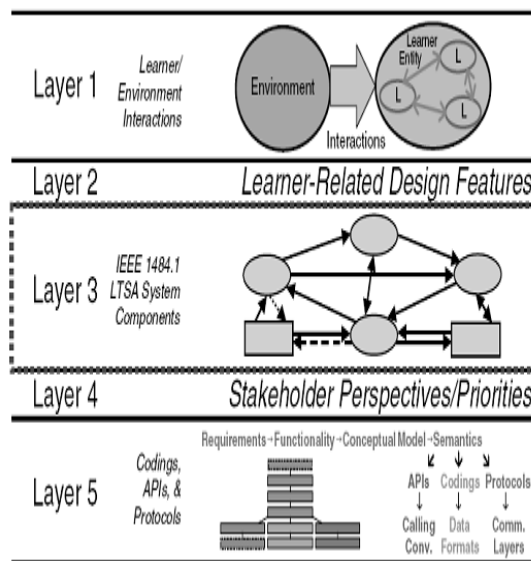 Layer 1
Learner/
Environment
Interactions
Environment
Interactions
Learner
Entity
L
L
L
Layer 2
Learner-Related Design Features
Layer 3
IEEE 1484.1
LTSA System
Components
Layer 4
Stakeholder Perspectives/Priorities
Layer 5
Codings,
APIs, &
Protocols
Requirements→Functionality→Conceptual Model→Semantics
APIs Codings Protocols
Calling Data Comm.
Conv. Formats Layers